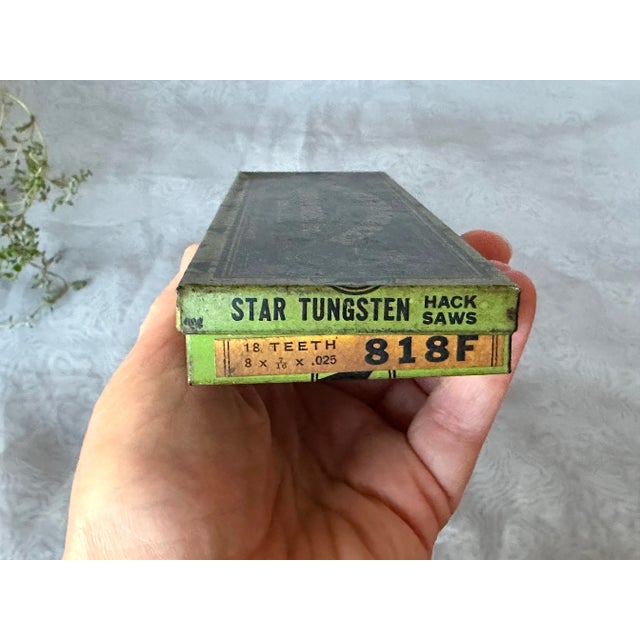 STAR TUNGSTEN HACK SAWS
18 TEETH
8 x 7/16 x .025
818F